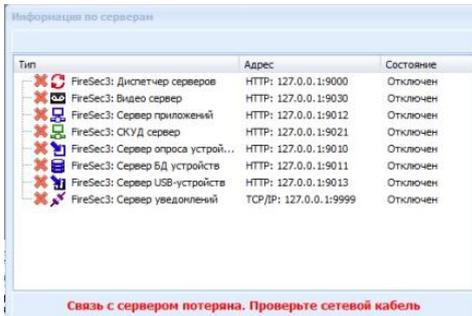 Информация по серверам
Тип Адрес Состояние
FireSec3: Диспетчер серверов HTTP: 127.0.0.1:9000 Отключен
FireSec3: Видео сервер HTTP: 127.0.0.1:9030 Отключен
FireSec3: Сервер приложений HTTP: 127.0.0.1:9012 Отключен
FireSec3: СКУД сервер HTTP: 127.0.0.1:9021 Отключен
FireSec3: Сервер опроса устрой... HTTP: 127.0.0.1:9010 Отключен
FireSec3: Сервер БД устройств HTTP: 127.0.0.1:9011 Отключен
FireSec3: Сервер USB-устройств HTTP: 127.0.0.1:9013 Отключен
FireSec3: Сервер уведомлений TCP/IP: 127.0.0.1:9999 Отключен
Связь с сервером потеряна. Проверьте сетевой кабель